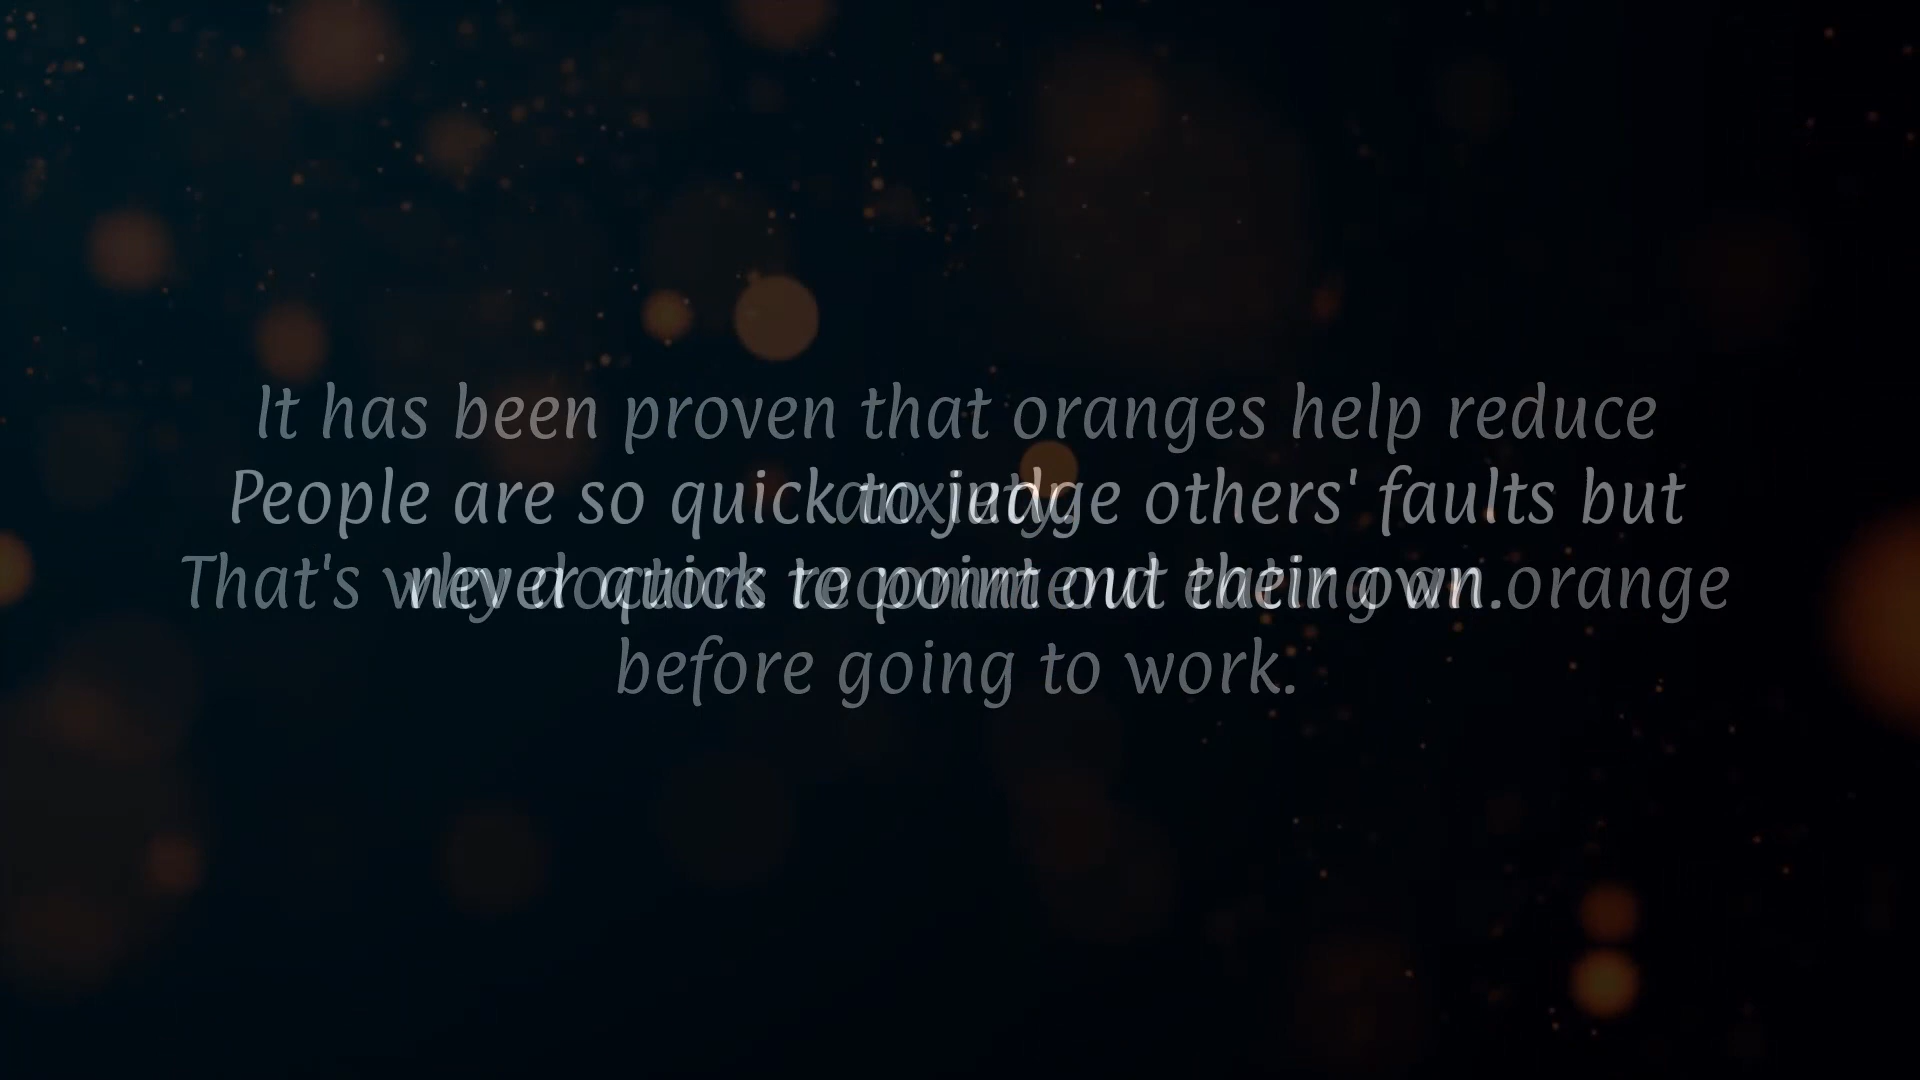 It has been proven that oranges help reduce
anxiety.
That's why doctors recommend eating an orange
before going to work.
People are so quick to judge others' faults but
never quick to point out their own.